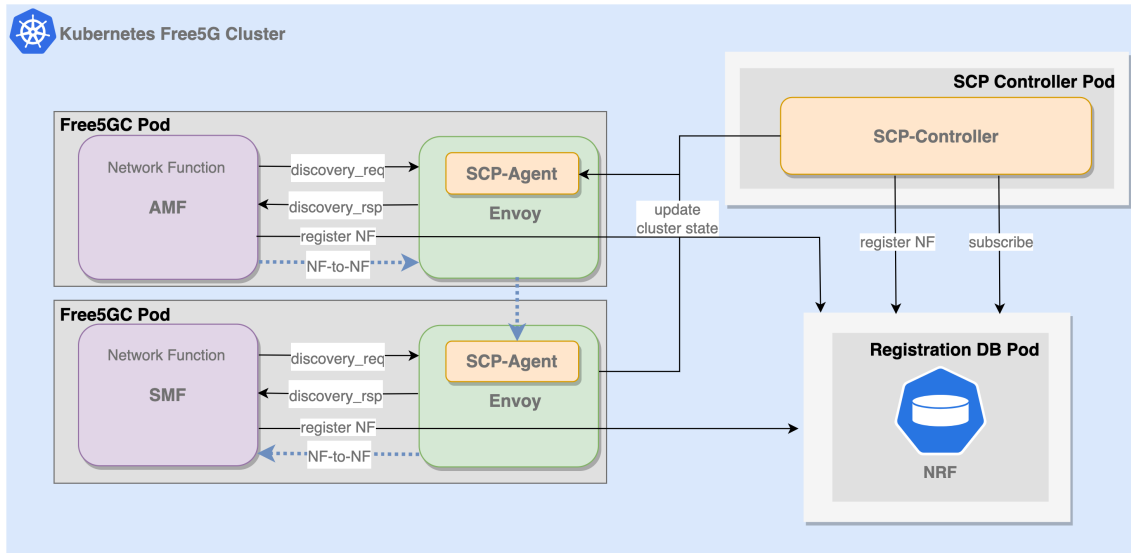 Kubernetes Free5G Cluster
SCP Controller Pod
SCP-Controller
Free5GC Pod
Network Function
AMF
discovery_req
discovery_rsp
register NF
NF-to-NF
SCP-Agent
Envoy
update
cluster state
register NF
subscribe
Free5GC Pod
Network Function
SMF
discovery_req
discovery_rsp
register NF
NF-to-NF
SCP-Agent
Envoy
Registration DB Pod
NRF